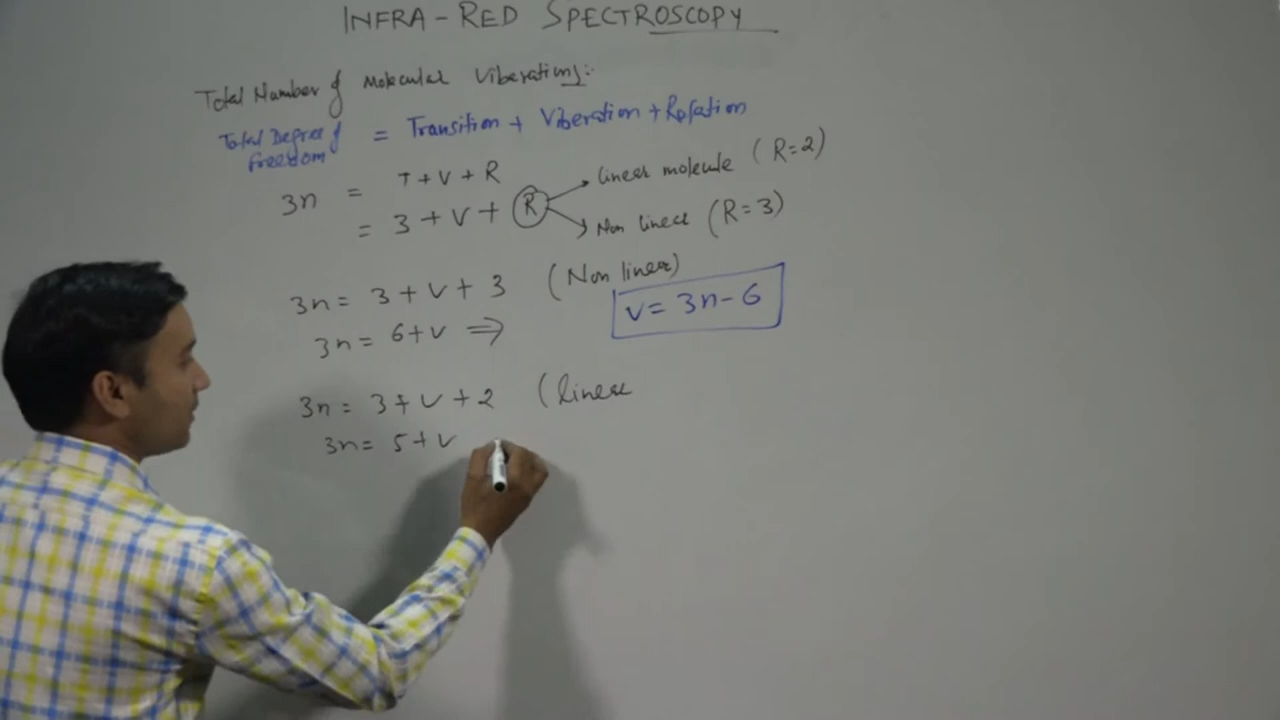 INFRA-RED SPECTROSCOPY
Total Number of Molecular Viberations:-
Total Degree of Freedom = Transition + Viberation + Rotation
3n = T + V + R
= 3 + V + R
linear molecule (R=2)
Non linear (R=3)
3n = 3 + V + 3 (Non linear)
3n = 6 + V ⇒
V = 3n - 6
3n = 3 + V + 2 (linear
3n = 5 + V